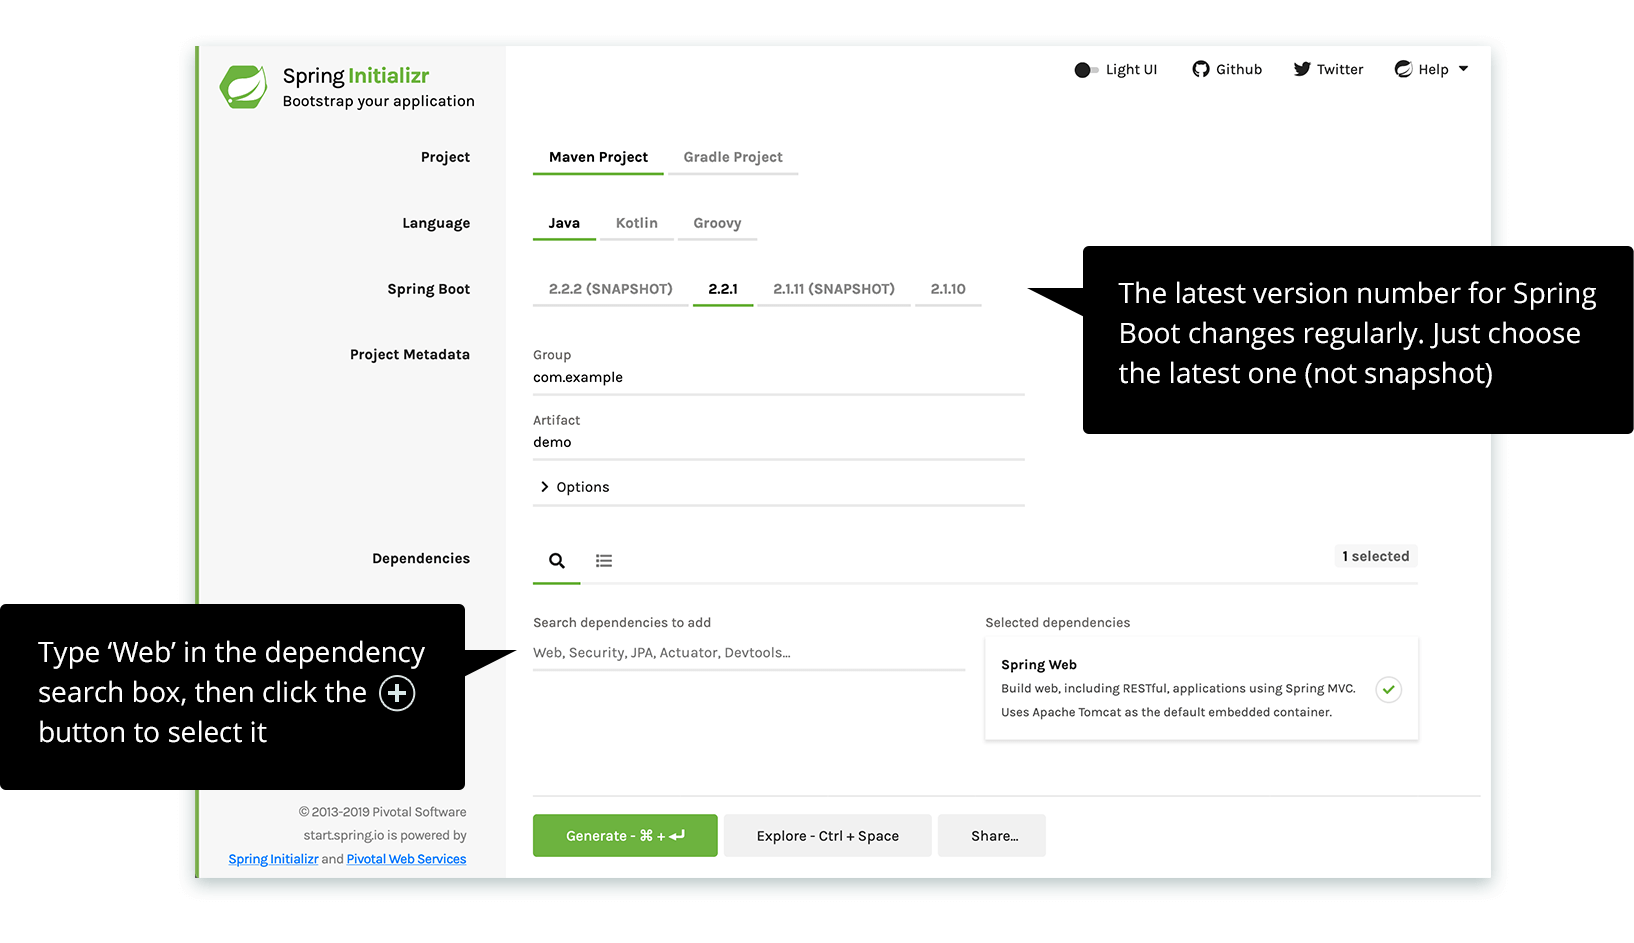 Spring Initializr
Bootstrap your application
Light UI
Github
Twitter
Help
Project
Maven Project
Gradle Project
Language
Java
Kotlin
Groovy
Spring Boot
2.2.2 (SNAPSHOT)
2.2.1
2.1.11 (SNAPSHOT)
2.1.10
The latest version number for Spring
Boot changes regularly. Just choose
the latest one (not snapshot)
Project Metadata
Group
com.example
Artifact
demo
Options
Dependencies
1 selected
Type ‘Web’ in the dependency
search box, then click the
button to select it
Search dependencies to add
Web, Security, JPA, Actuator, Devtools...
Selected dependencies
Spring Web
Build web, including RESTful, applications using Spring MVC.
Uses Apache Tomcat as the default embedded container.
© 2013-2019 Pivotal Software
start.spring.io is powered by
Spring Initializr and Pivotal Web Services
Generate - ⌘ + ↵
Explore - Ctrl + Space
Share...